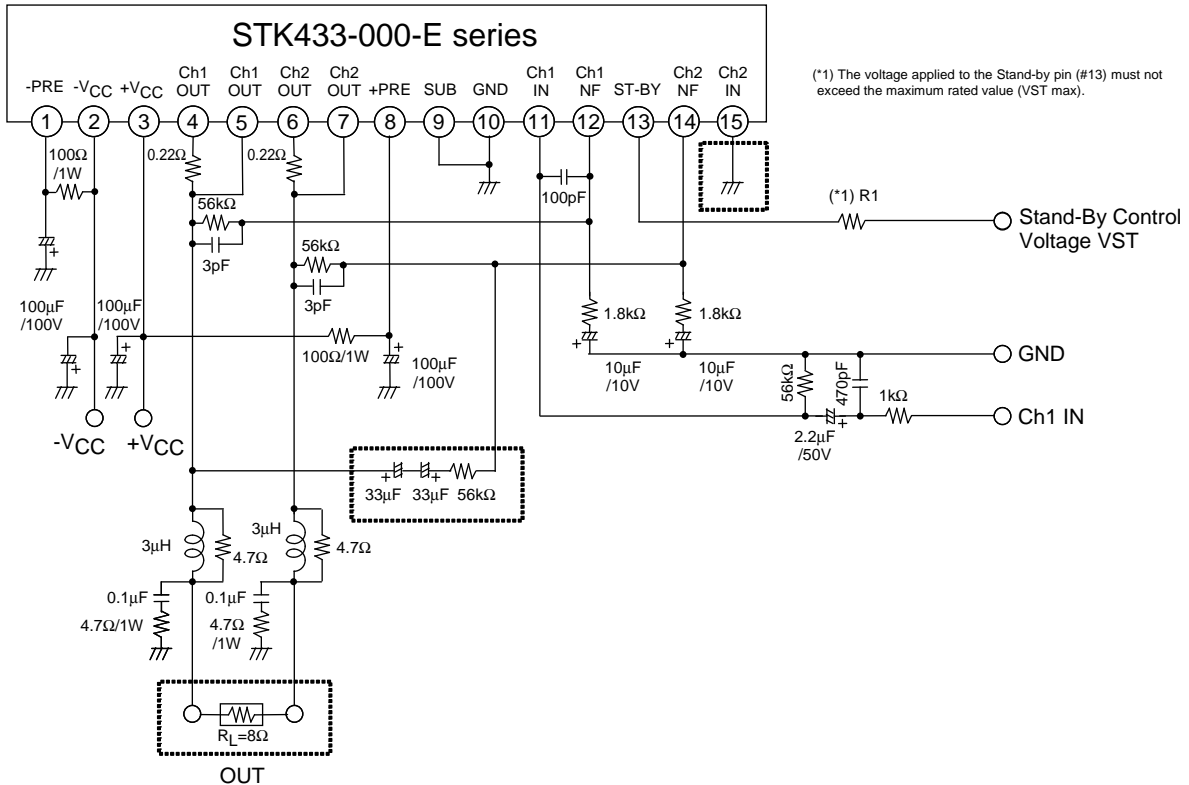 STK433-000-E series
(*1) The voltage applied to the Stand-by pin (#13) must not
exceed the maximum rated value (VST max).
-PRE -VCC +VCC Ch1 OUT Ch1 OUT Ch2 OUT Ch2 OUT +PRE SUB GND Ch1 IN Ch1 NF ST-BY Ch2 NF Ch2 IN
1 2 3 4 5 6 7 8 9 10 11 12 13 14 15
100Ω
/1W
0.22Ω
0.22Ω
100pF
(*1) R1
Stand-By Control
Voltage VST
56kΩ
3pF
56kΩ
3pF
100μF
/100V
100μF
/100V
100Ω/1W
100μF
/100V
1.8kΩ
1.8kΩ
10μF
/10V
10μF
/10V
GND
56kΩ
470pF
1kΩ
Ch1 IN
2.2μF
/50V
-VCC
+VCC
33μF 33μF 56kΩ
3μH
4.7Ω
3μH
4.7Ω
0.1μF
4.7Ω/1W
0.1μF
4.7Ω
/1W
RL=8Ω
OUT